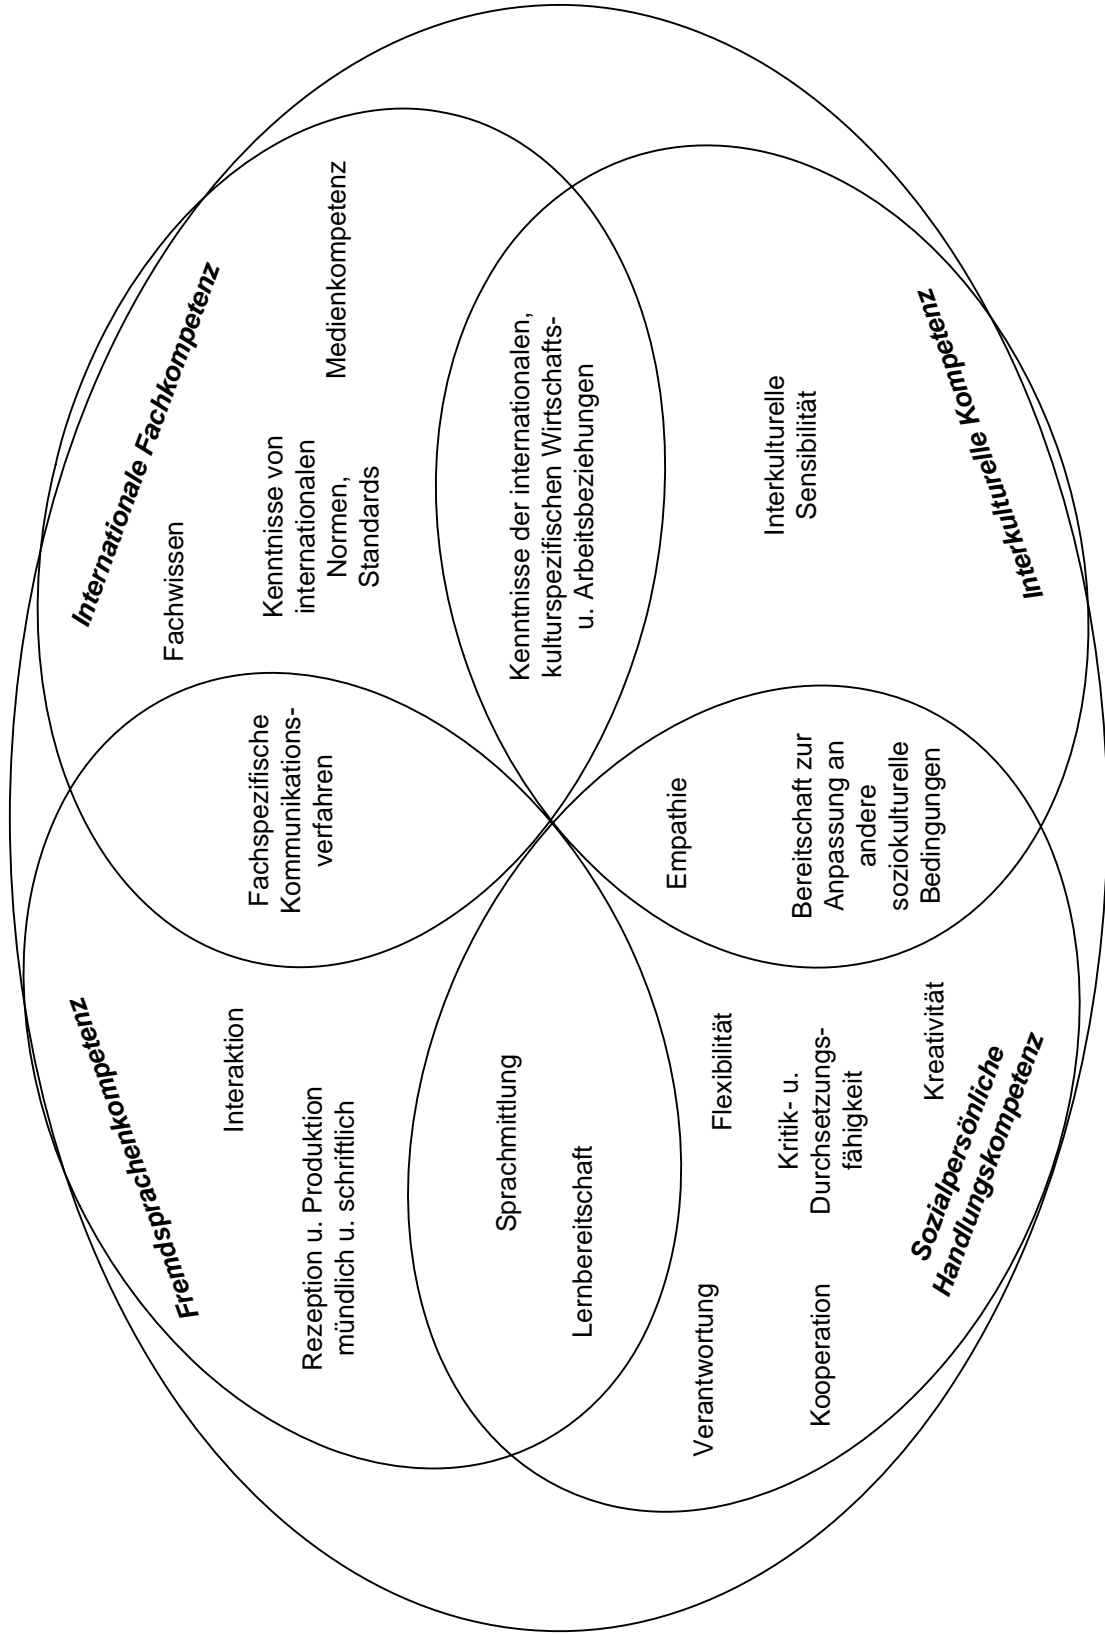 Fremdsprachenkompetenz
Interaktion
Rezeption u. Produktion
mündlich u. schriftlich
Fachspezifische
Kommunikations-
verfahren
Internationale Fachkompetenz
Fachwissen
Kenntnisse von
internationalen
Normen,
Standards
Medienkompetenz
Sprachmittlung
Lernbereitschaft
Kenntnisse der internationalen,
kulturspezifischen Wirtschafts-
u. Arbeitsbeziehungen
Verantwortung
Flexibilität
Kritik- u.
Durchsetzungs-
fähigkeit
Kooperation
Kreativität
Sozialpersönliche
Handlungskompetenz
Empathie
Bereitschaft zur
Anpassung an
andere
soziokulturelle
Bedingungen
Interkulturelle
Sensibilität
Interkulturelle Kompetenz